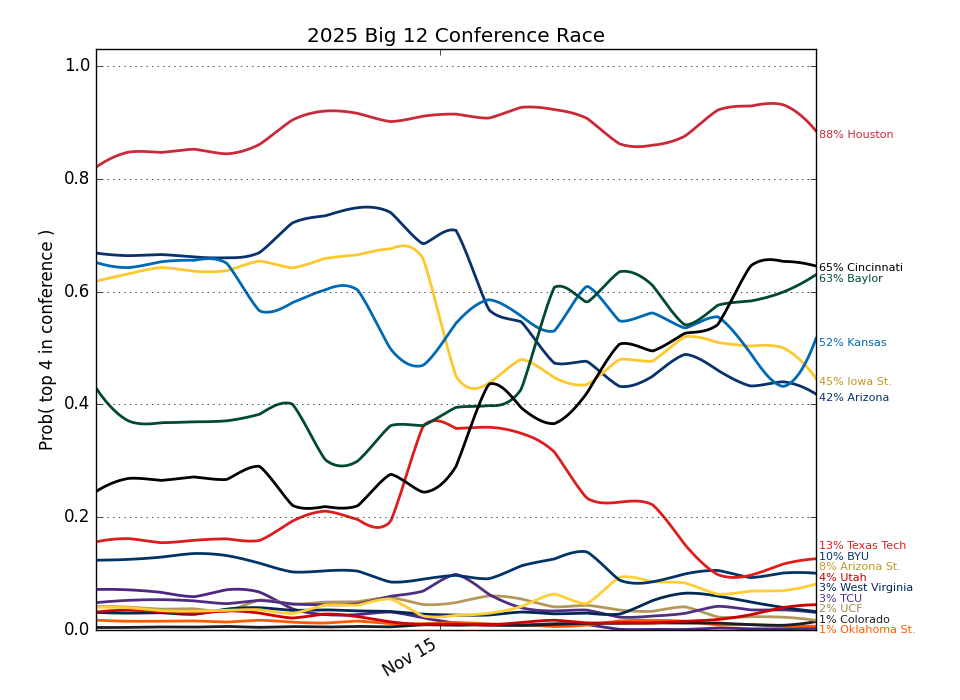 2025 Big 12 Conference Race
Prob( top 4 in conference )
1.0
0.8
0.6
0.4
0.2
0.0
Nov 15
88% Houston
65% Cincinnati
63% Baylor
52% Kansas
45% Iowa St.
42% Arizona
13% Texas Tech
10% BYU
8% Arizona St.
4% Utah
3% West Virginia
3% TCU
2% UCF
1% Colorado
1% Oklahoma St.